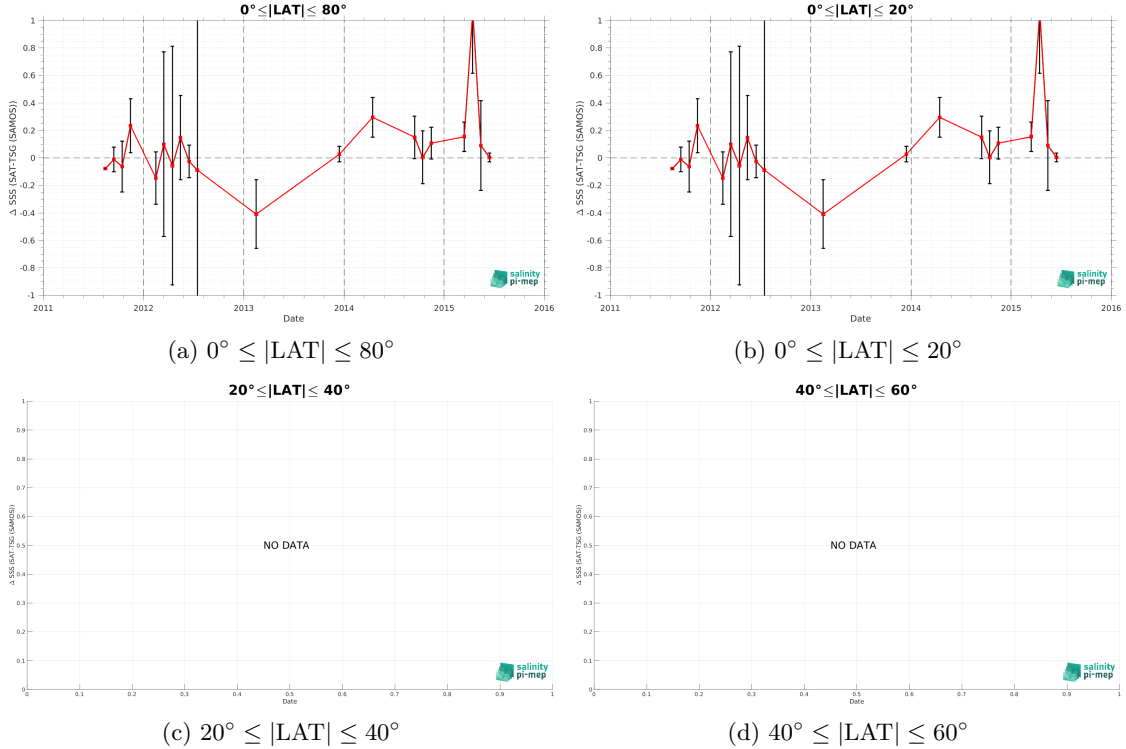 0°≤|LAT|≤ 80°
Δ SSS (SAT-TSG (SAMOS))
1
0.8
0.6
0.4
0.2
0
-0.2
-0.4
-0.6
-0.8
-1
2011 2012 2013 2014 2015 2016
Date
salinity
pi-mep
(a) 0° ≤ |LAT| ≤ 80°
0°≤|LAT|≤ 20°
Δ SSS (SAT-TSG (SAMOS))
1
0.8
0.6
0.4
0.2
0
-0.2
-0.4
-0.6
-0.8
-1
2011 2012 2013 2014 2015 2016
Date
salinity
pi-mep
(b) 0° ≤ |LAT| ≤ 20°
20°≤|LAT|≤ 40°
Δ SSS (SAT-TSG (SAMOS))
1
0.9
0.8
0.7
0.6
0.5
0.4
0.3
0.2
0.1
0
NO DATA
0 0.1 0.2 0.3 0.4 0.5 0.6 0.7 0.8 0.9 1
Date
salinity
pi-mep
(c) 20° ≤ |LAT| ≤ 40°
40°≤|LAT|≤ 60°
Δ SSS (SAT-TSG (SAMOS))
1
0.9
0.8
0.7
0.6
0.5
0.4
0.3
0.2
0.1
0
NO DATA
0 0.1 0.2 0.3 0.4 0.5 0.6 0.7 0.8 0.9 1
Date
salinity
pi-mep
(d) 40° ≤ |LAT| ≤ 60°